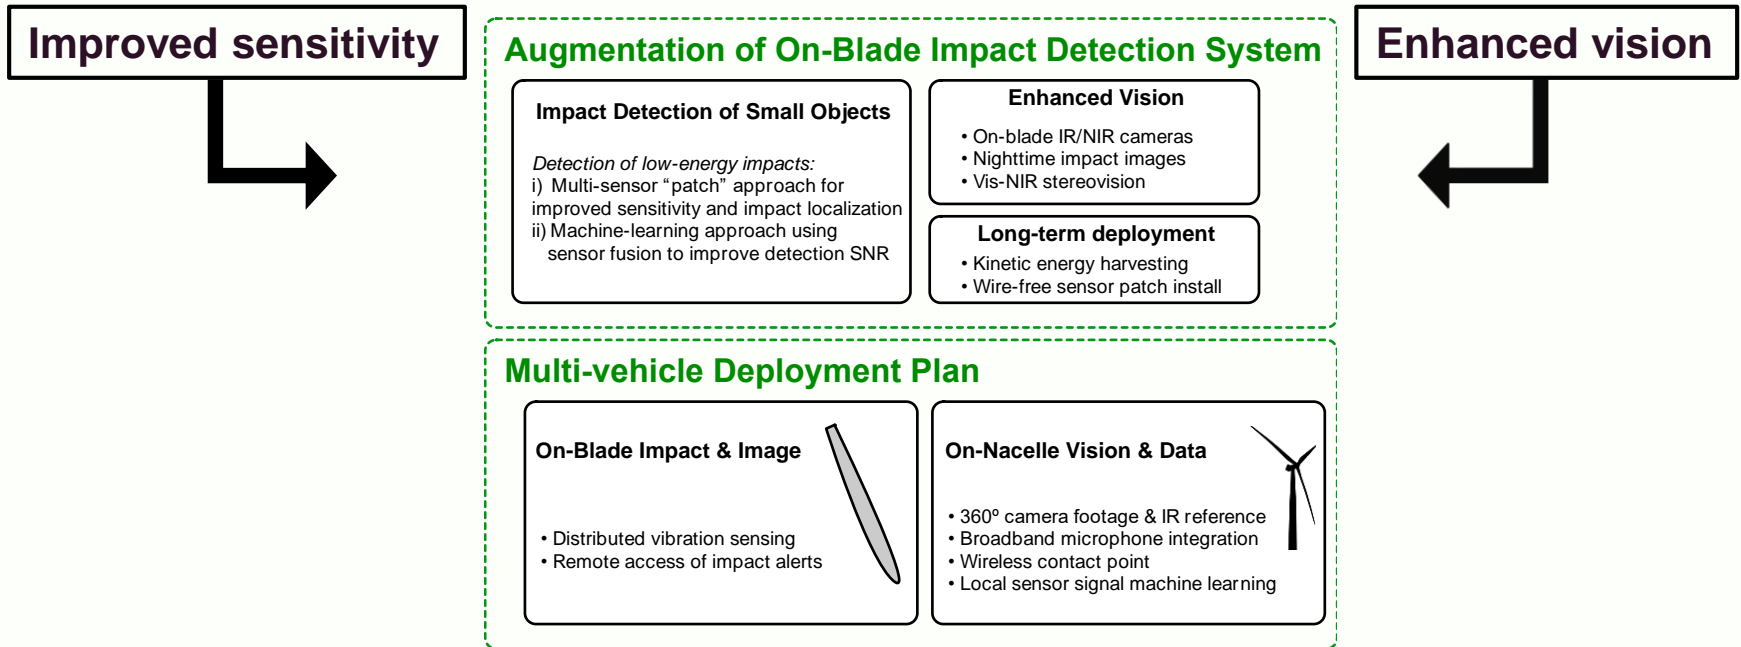 Improved sensitivity
Enhanced vision
Augmentation of On-Blade Impact Detection System
Impact Detection of Small Objects
Detection of low-energy impacts:
i) Multi-sensor “patch” approach for
improved sensitivity and impact localization
ii) Machine-learning approach using
sensor fusion to improve detection SNR
Enhanced Vision
• On-blade IR/NIR cameras
• Nighttime impact images
• Vis-NIR stereovision
Long-term deployment
• Kinetic energy harvesting
• Wire-free sensor patch install
Multi-vehicle Deployment Plan
On-Blade Impact & Image
• Distributed vibration sensing
• Remote access of impact alerts
On-Nacelle Vision & Data
• 360º camera footage & IR reference
• Broadband microphone integration
• Wireless contact point
• Local sensor signal machine learning